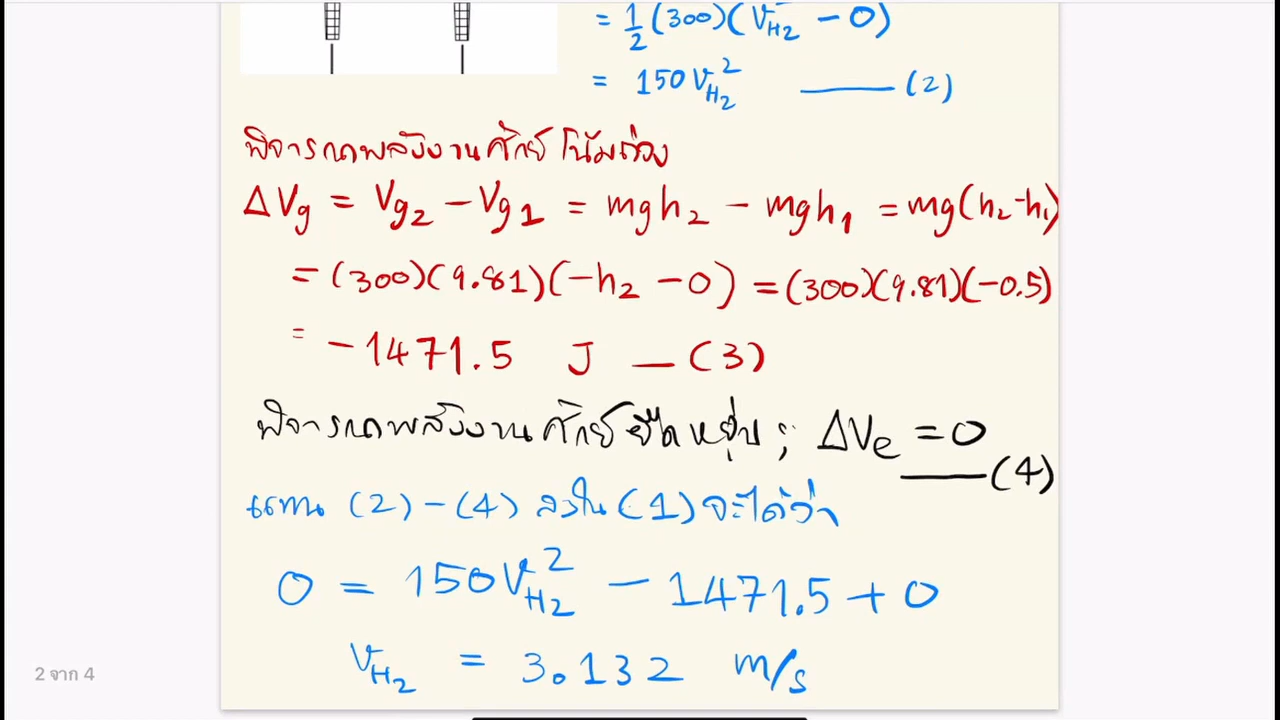 = 1/2 (300)(V_H2² - 0)
= 150 V_H2² ——— (2)
พิจารณาพลังงานศักย์โน้มถ่วง
ΔVg = Vg2 - Vg1 = mgh2 - mgh1 = mg(h2-h1)
= (300)(9.81)(-h2 - 0) = (300)(9.81)(-0.5)
= -1471.5 J — (3)
พิจารณาพลังงานศักย์ยืดหยุ่น ; ΔVe = 0
——— (4)
แทน (2) - (4) ลงใน (1) จะได้ว่า
0 = 150 V_H2² - 1471.5 + 0
V_H2 = 3.132 m/s
2 จาก 4